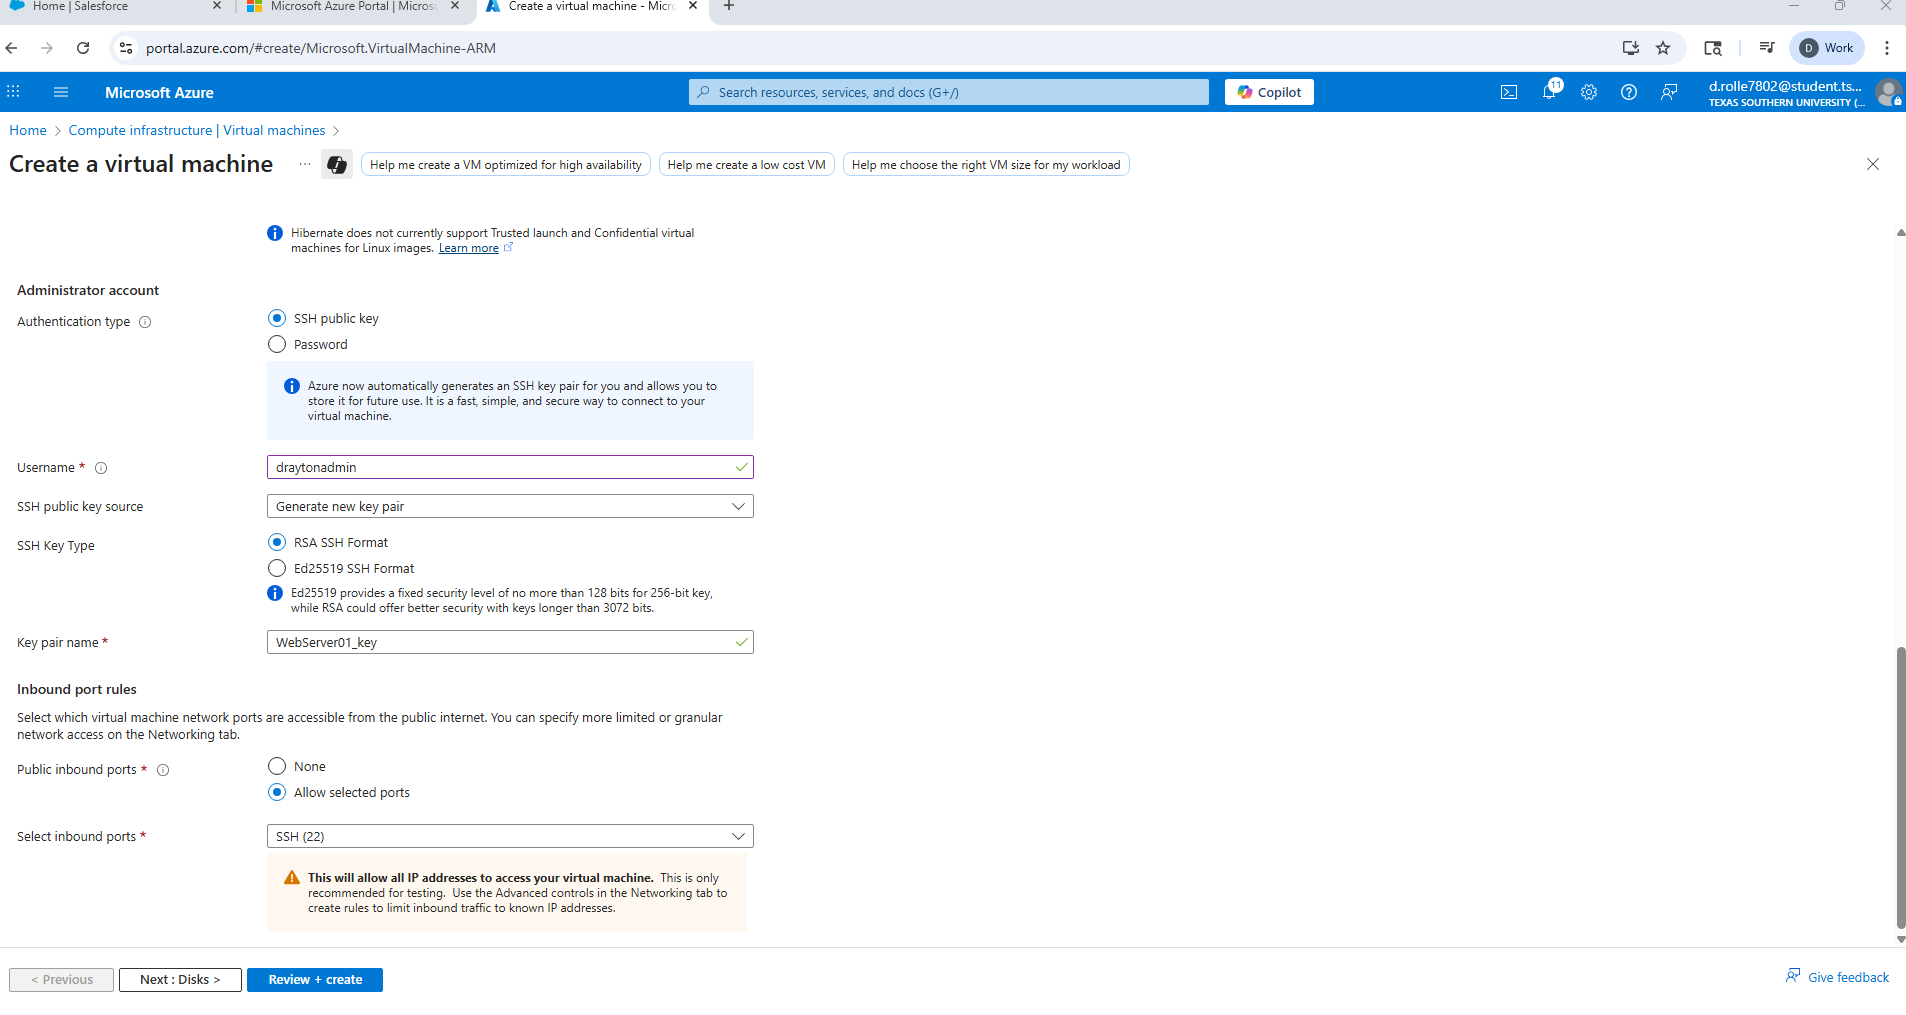 Home | Salesforce
Microsoft Azure Portal | Micros
Create a virtual machine - Micro
portal.azure.com/#create/Microsoft.VirtualMachine-ARM
D Work
Microsoft Azure
Search resources, services, and docs (G+/)
Copilot
11
d.rolle7802@student.ts...
TEXAS SOUTHERN UNIVERSITY (...
Home > Compute infrastructure | Virtual machines >
Create a virtual machine
...
Help me create a VM optimized for high availability
Help me create a low cost VM
Help me choose the right VM size for my workload
Hibernate does not currently support Trusted launch and Confidential virtual
machines for Linux images. Learn more
Administrator account
Authentication type
SSH public key
Password
Azure now automatically generates an SSH key pair for you and allows you to
store it for future use. It is a fast, simple, and secure way to connect to your
virtual machine.
Username *
draytonadmin
SSH public key source
Generate new key pair
SSH Key Type
RSA SSH Format
Ed25519 SSH Format
Ed25519 provides a fixed security level of no more than 128 bits for 256-bit key,
while RSA could offer better security with keys longer than 3072 bits.
Key pair name *
WebServer01_key
Inbound port rules
Select which virtual machine network ports are accessible from the public internet. You can specify more limited or granular
network access on the Networking tab.
Public inbound ports *
None
Allow selected ports
Select inbound ports *
SSH (22)
This will allow all IP addresses to access your virtual machine. This is only
recommended for testing. Use the Advanced controls in the Networking tab to
create rules to limit inbound traffic to known IP addresses.
< Previous
Next : Disks >
Review + create
Give feedback